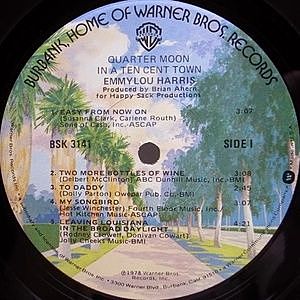 BURBANK, HOME OF WARNER BROS. RECORDS
QUARTER MOON
IN A TEN CENT TOWN
EMMYLOU HARRIS
Produced by Brian Ahern
for Happy Sack Productions
1. EASY FROM NOW ON 3:07
(Susanna Clark, Carlene Routh)
Song of Cash, Inc.-ASCAP
BSK 3141 SIDE 1
2. TWO MORE BOTTLES OF WINE 3:08
(Delbert McClinton) ABC Dunhill Music, Inc.-BMI
3. TO DADDY 2:45
(Dolly Parton) Owepar Pub. Co.-BMI
4. MY SONGBIRD
(Jesse Winchester) Fourth Floor Music, Inc./
Hot Kitchen Music-ASCAP
5. LEAVING LOUISIANA
IN THE BROAD DAYLIGHT
(Rodney Crowell, Donivan Cowart)
Jolly Cheeks Music-BMI
©1978 Warner Bros.
Records, Inc.